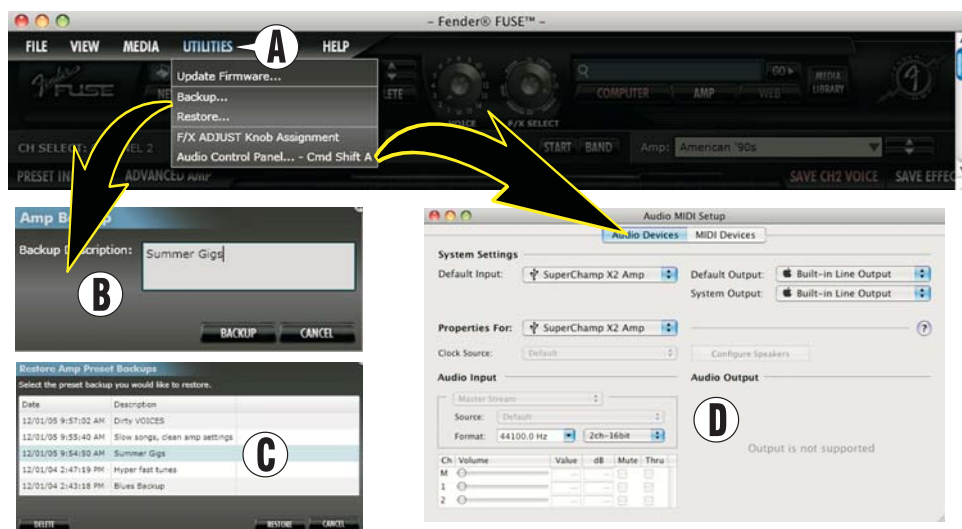 – Fender® FUSE™ –
FILE VIEW MEDIA UTILITIES A HELP
Update Firmware...
Backup...
Restore...
F/X ADJUST Knob Assignment
Audio Control Panel... - Cmd Shift A
Fender FUSE
VOICE F/X SELECT
COMPUTER AMP WEB
GO
MEDIA LIBRARY
CH SELECT:
START BAND Amp: American '90s
ADVANCED AMP SAVE CH2 VOICE SAVE EFFEC
Amp
Backup Summer Gigs
B
BACKUP CANCEL
Restore Amp Preset Backups
Select the preset backup you would like to restore.
Date Description
12/01/05 9:57:02 AM Dirty VOICES
12/01/05 9:55:40 AM Slow songs, clean amp settings
12/01/05 9:54:50 AM Summer Gigs
12/01/04 2:47:19 PM Hyper fast tunes
12/01/04 2:43:18 PM Blues Backup
C
DELETE RESTORE CANCEL
Audio MIDI Setup
Audio Devices MIDI Devices
System Settings
Default Input: SuperChamp X2 Amp Default Output: Built-in Line Output
System Output: Built-in Line Output
Properties For: SuperChamp X2 Amp ?
Clock Source: Default Configure Speakers
Audio Input Audio Output
Master Stream
Source: Default
Format: 44100.0 Hz 2ch-16bit
D
Output is not supported
Ch Volume Value dB Mute Thru
M
1
2